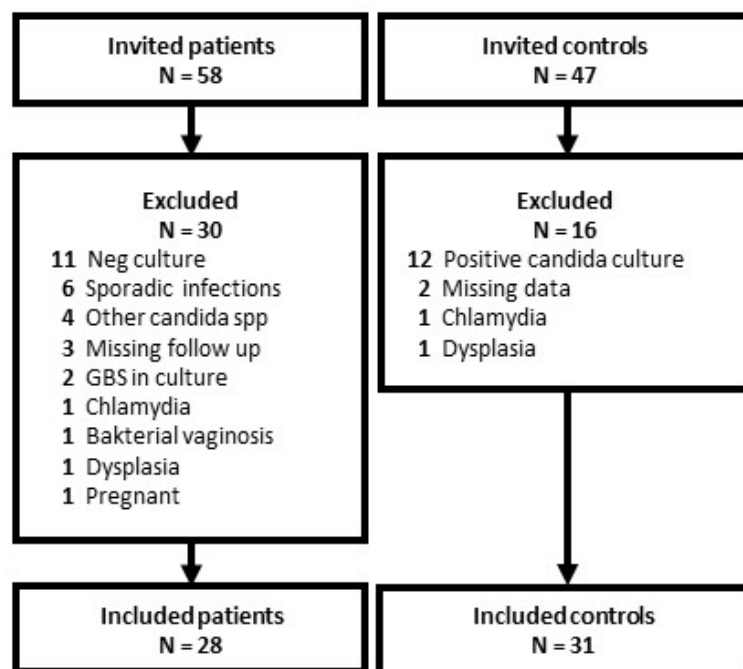 Invited patients
N = 58
Invited controls
N = 47
Excluded
N = 30
11 Neg culture
6 Sporadic infections
4 Other candida spp
3 Missing follow up
2 GBS in culture
1 Chlamydia
1 Bakterial vaginosis
1 Dysplasia
1 Pregnant
Excluded
N = 16
12 Positive candida culture
2 Missing data
1 Chlamydia
1 Dysplasia
Included patients
N = 28
Included controls
N = 31